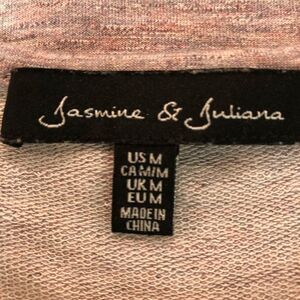 Jasmine & Juliana
US M
CA M/M
UK M
EU M
MADE IN
CHINA